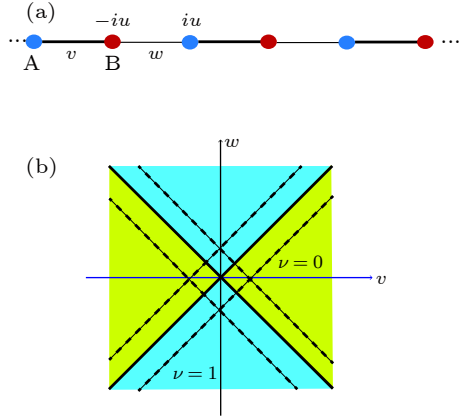 (a)
−iu iu
... ...
A v B w
(b)
w
ν = 0
v
ν = 1